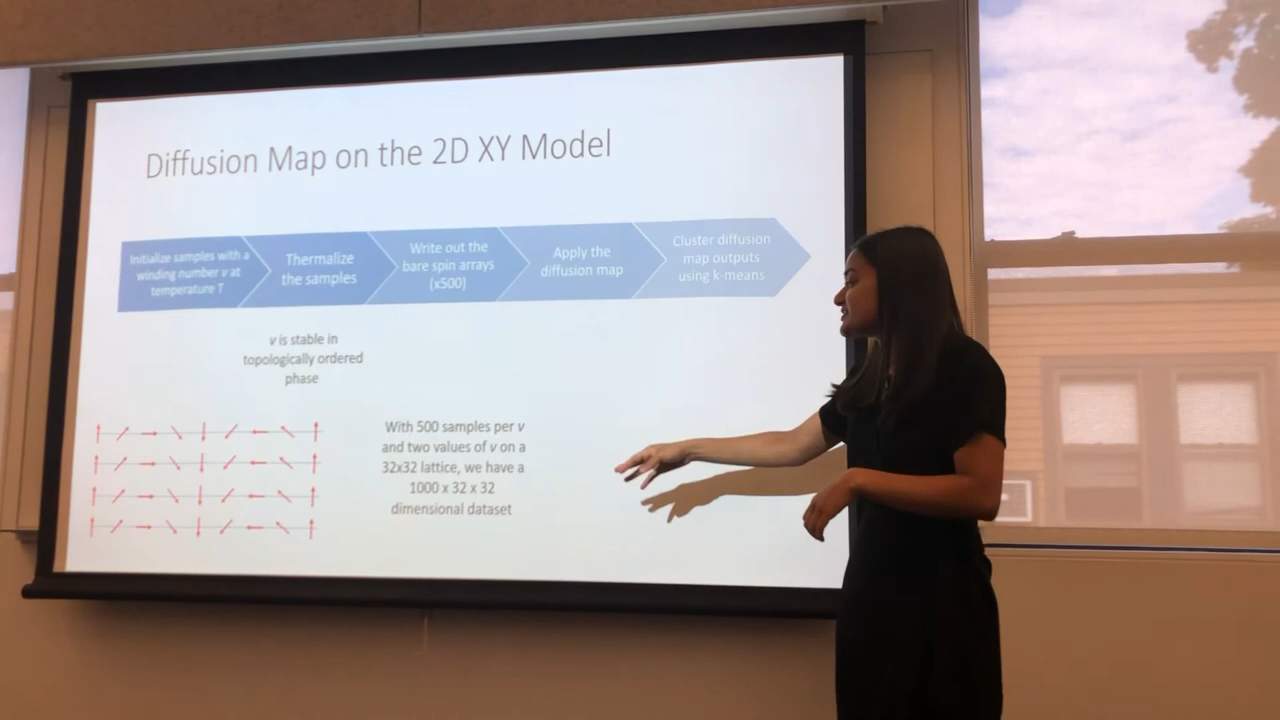 Diffusion Map on the 2D XY Model
Initialize samples with a
winding number v at
temperature T
Thermalize
the samples
Write out the
bare spin arrays
(x500)
Apply the
diffusion map
Cluster diffusion
map outputs
using k-means
v is stable in
topologically ordered
phase
With 500 samples per v
and two values of v on a
32x32 lattice, we have a
1000 x 32 x 32
dimensional dataset